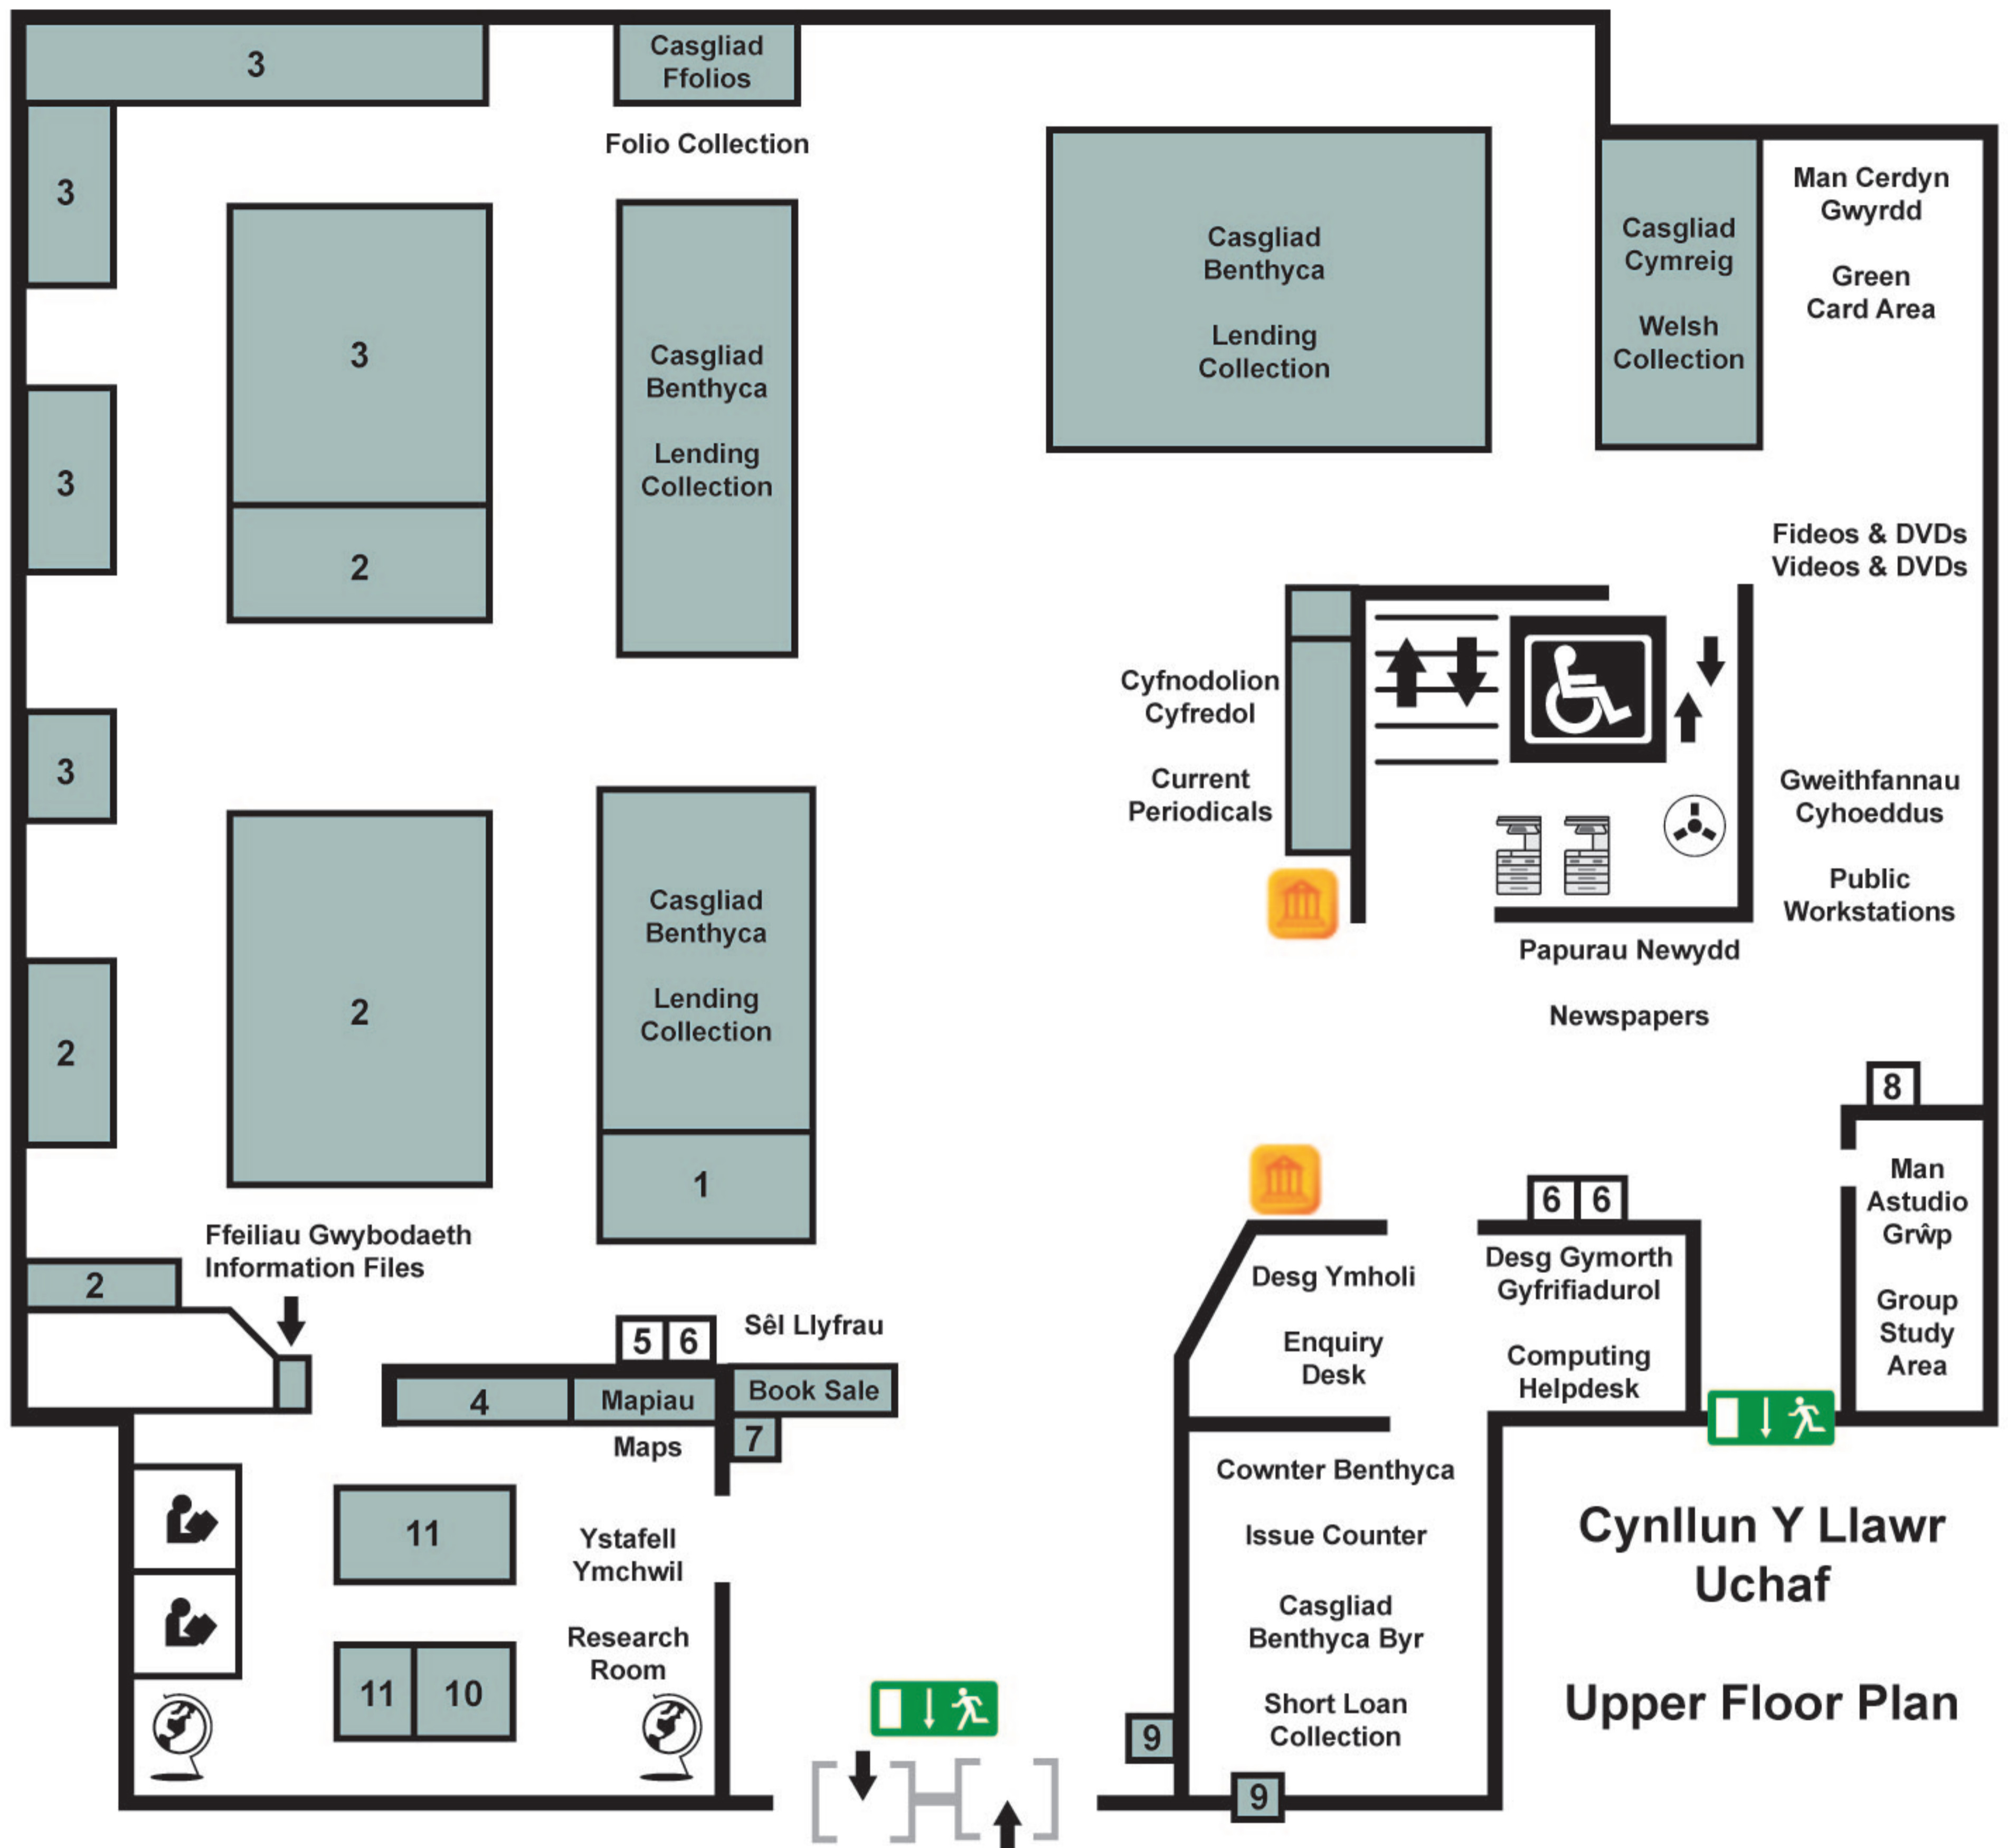 3
Casgliad
Ffolios
Folio Collection
3
3
2
Casgliad
Benthyca
Lending
Collection
Casgliad
Benthyca
Lending
Collection
Casgliad
Cymreig
Welsh
Collection
Man Cerdyn
Gwyrdd
Green
Card Area
3
Fideos & DVDs
Videos & DVDs
3
Cyfnodolion
Cyfredol
Current
Periodicals
Gweithfannau
Cyhoeddus
Public
Workstations
2
2
Casgliad
Benthyca
Lending
Collection
1
Papurau Newydd
Newspapers
8
Man
Astudio
Grŵp
Group
Study
Area
Ffeiliau Gwybodaeth
Information Files
2
5 6
Sêl Llyfrau
Book Sale
4
Mapiau
Maps
7
6 6
Desg Ymholi
Enquiry
Desk
Desg Gymorth
Gyfrifiadurol
Computing
Helpdesk
11
Ystafell
Ymchwil
Research
Room
11 10
Cownter Benthyca
Issue Counter
Casgliad
Benthyca Byr
Short Loan
Collection
9
9
Cynllun Y Llawr
Uchaf
Upper Floor Plan